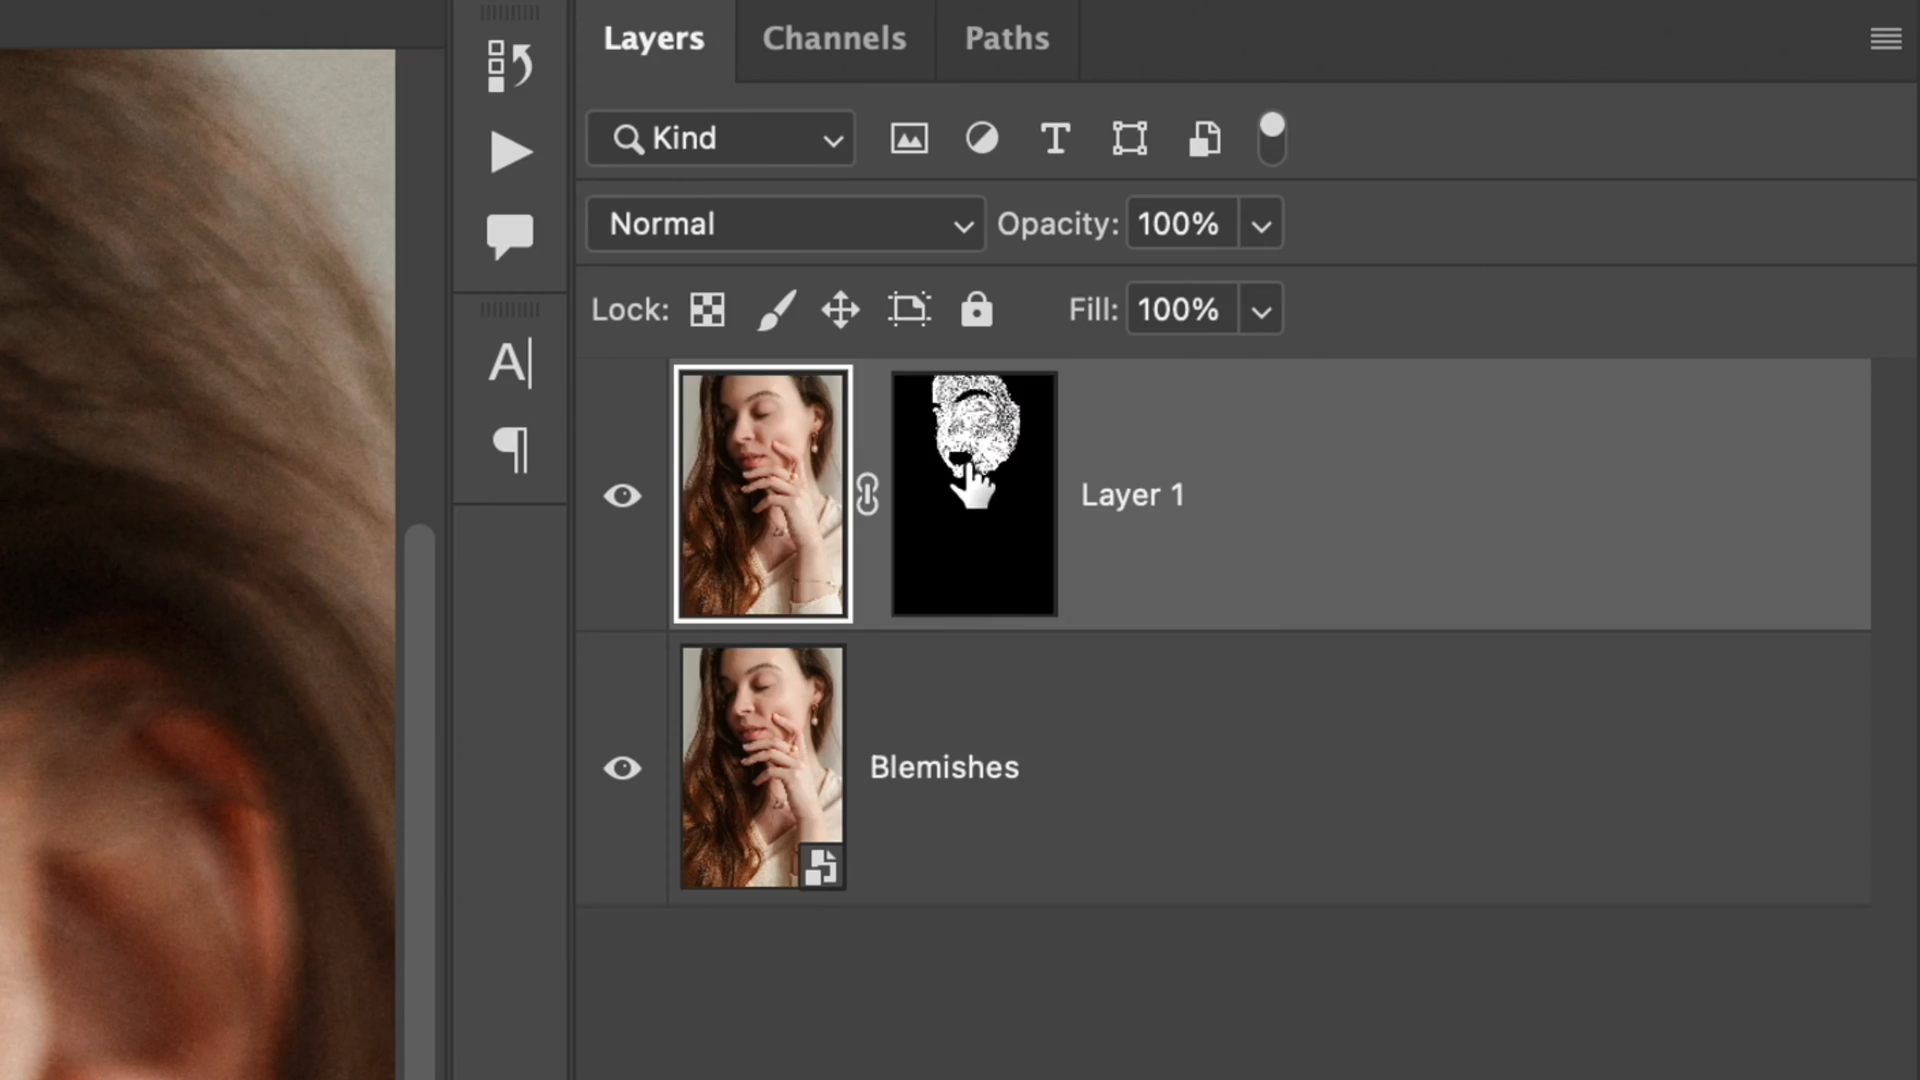 Layers Channels Paths
Kind
Normal Opacity: 100%
Lock: Fill: 100%
Layer 1
Blemishes